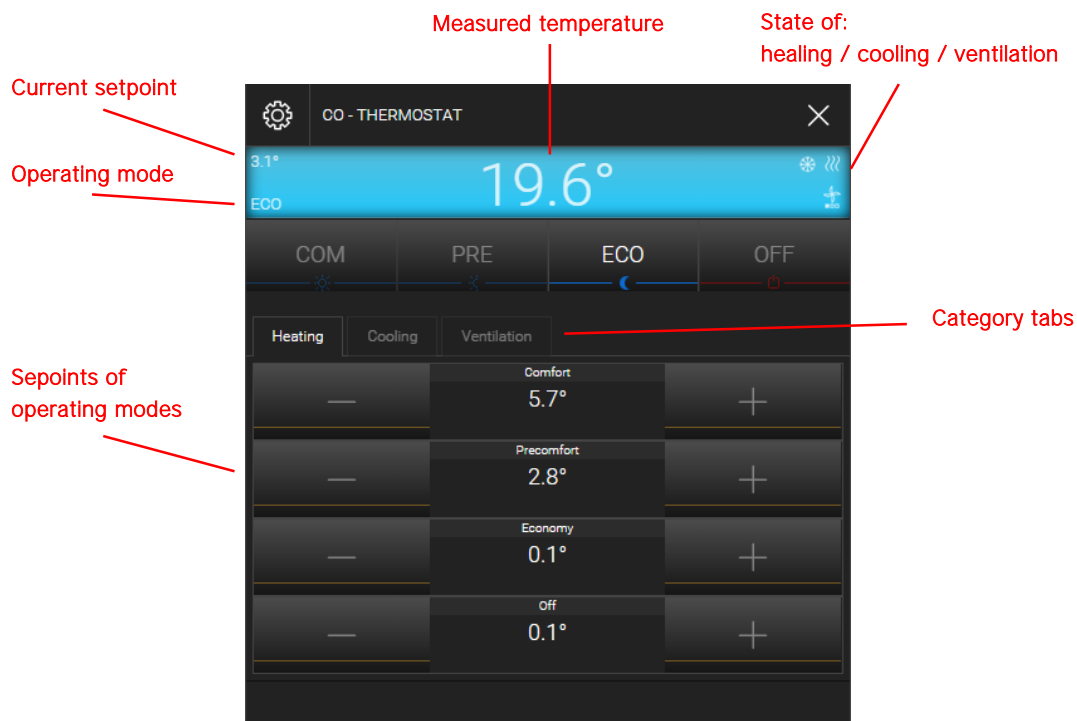 Measured temperature
State of:
healing / cooling / ventilation
Current setpoint
CO - THERMOSTAT
3.1°
19.6°
Operating mode
ECO
COM PRE ECO OFF
Category tabs
Heating Cooling Ventilation
Sepoints of
operating modes
Comfort
— 5.7° +
Precomfort
— 2.8° +
Economy
— 0.1° +
Off
— 0.1° +